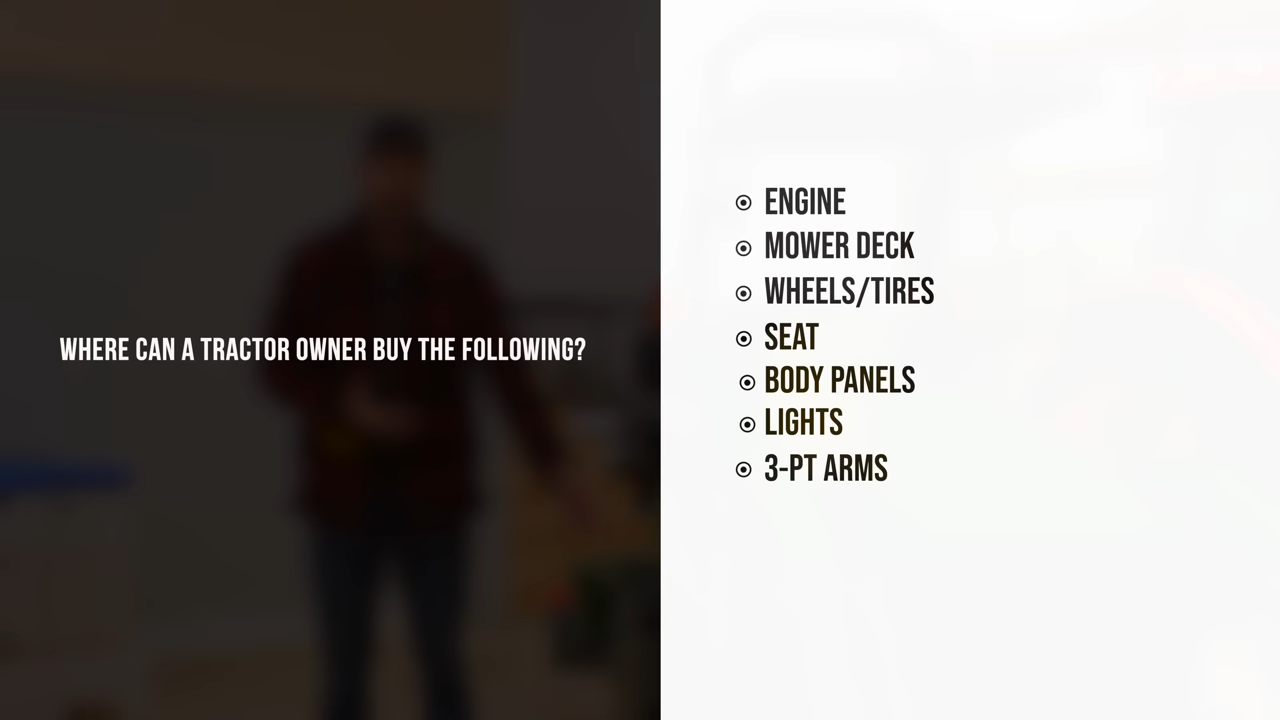 WHERE CAN A TRACTOR OWNER BUY THE FOLLOWING?
ENGINE
MOWER DECK
WHEELS/TIRES
SEAT
BODY PANELS
LIGHTS
3-PT ARMS